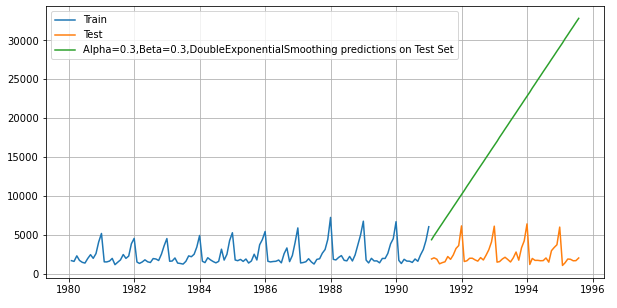 Train
Test
Alpha=0.3,Beta=0.3,DoubleExponentialSmoothing predictions on Test Set
30000
25000
20000
15000
10000
5000
0
1980 1982 1984 1986 1988 1990 1992 1994 1996